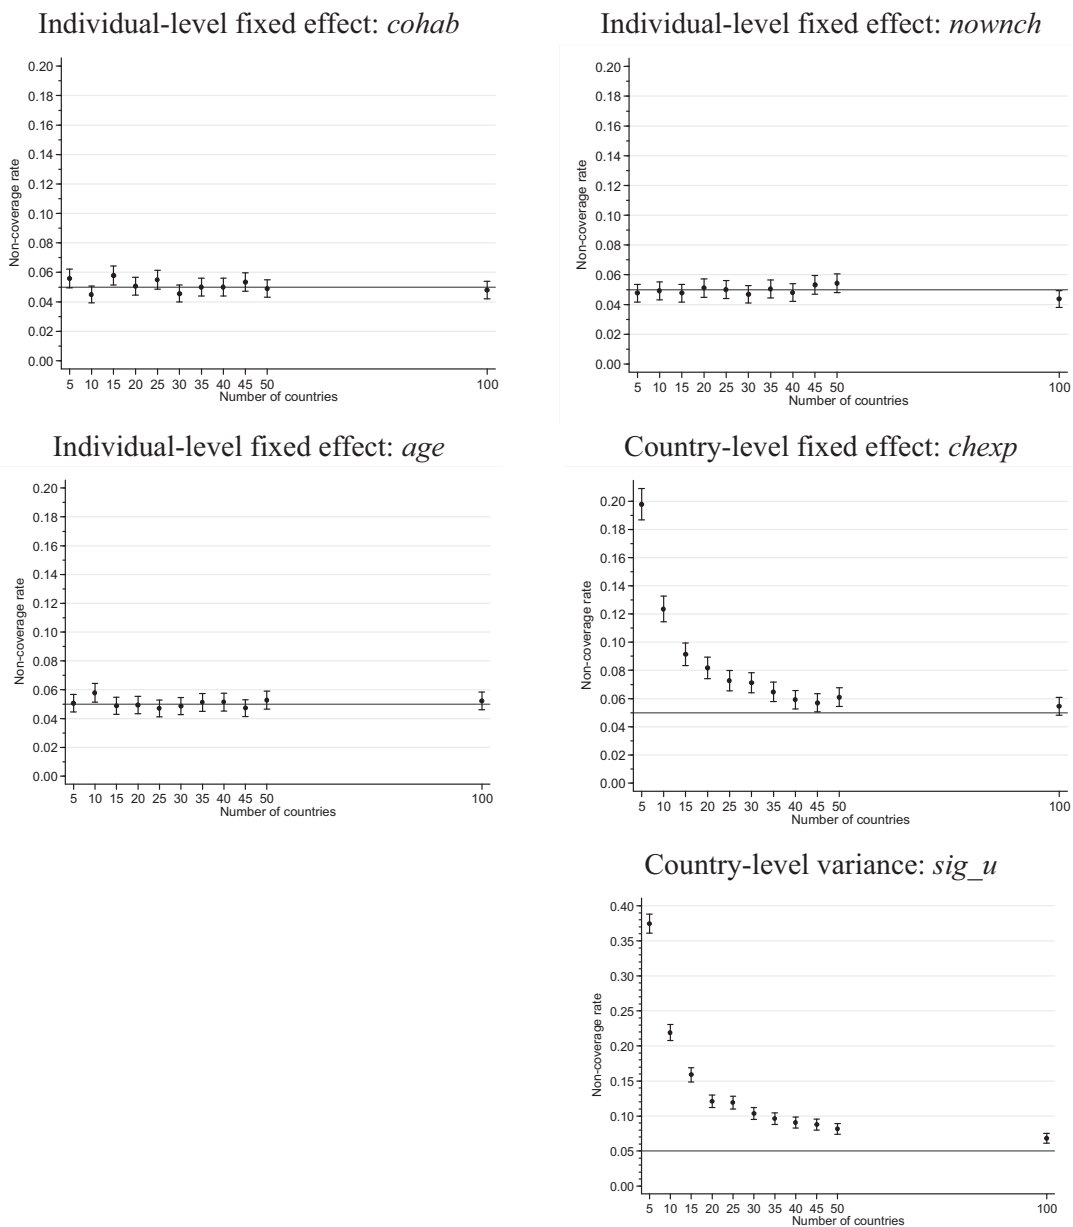 Individual-level fixed effect: cohab
0.20
0.18
0.16
0.14
0.12
0.10
0.08
0.06
0.04
0.02
0.00
Non-coverage rate
5 10 15 20 25 30 35 40 45 50 100
Number of countries
Individual-level fixed effect: nownch
0.20
0.18
0.16
0.14
0.12
0.10
0.08
0.06
0.04
0.02
0.00
Non-coverage rate
5 10 15 20 25 30 35 40 45 50 100
Number of countries
Individual-level fixed effect: age
0.20
0.18
0.16
0.14
0.12
0.10
0.08
0.06
0.04
0.02
0.00
Non-coverage rate
5 10 15 20 25 30 35 40 45 50 100
Number of countries
Country-level fixed effect: chexp
0.20
0.18
0.16
0.14
0.12
0.10
0.08
0.06
0.04
0.02
0.00
Non-coverage rate
5 10 15 20 25 30 35 40 45 50 100
Number of countries
Country-level variance: sig_u
0.40
0.35
0.30
0.25
0.20
0.15
0.10
0.05
0.00
Non-coverage rate
5 10 15 20 25 30 35 40 45 50 100
Number of countries